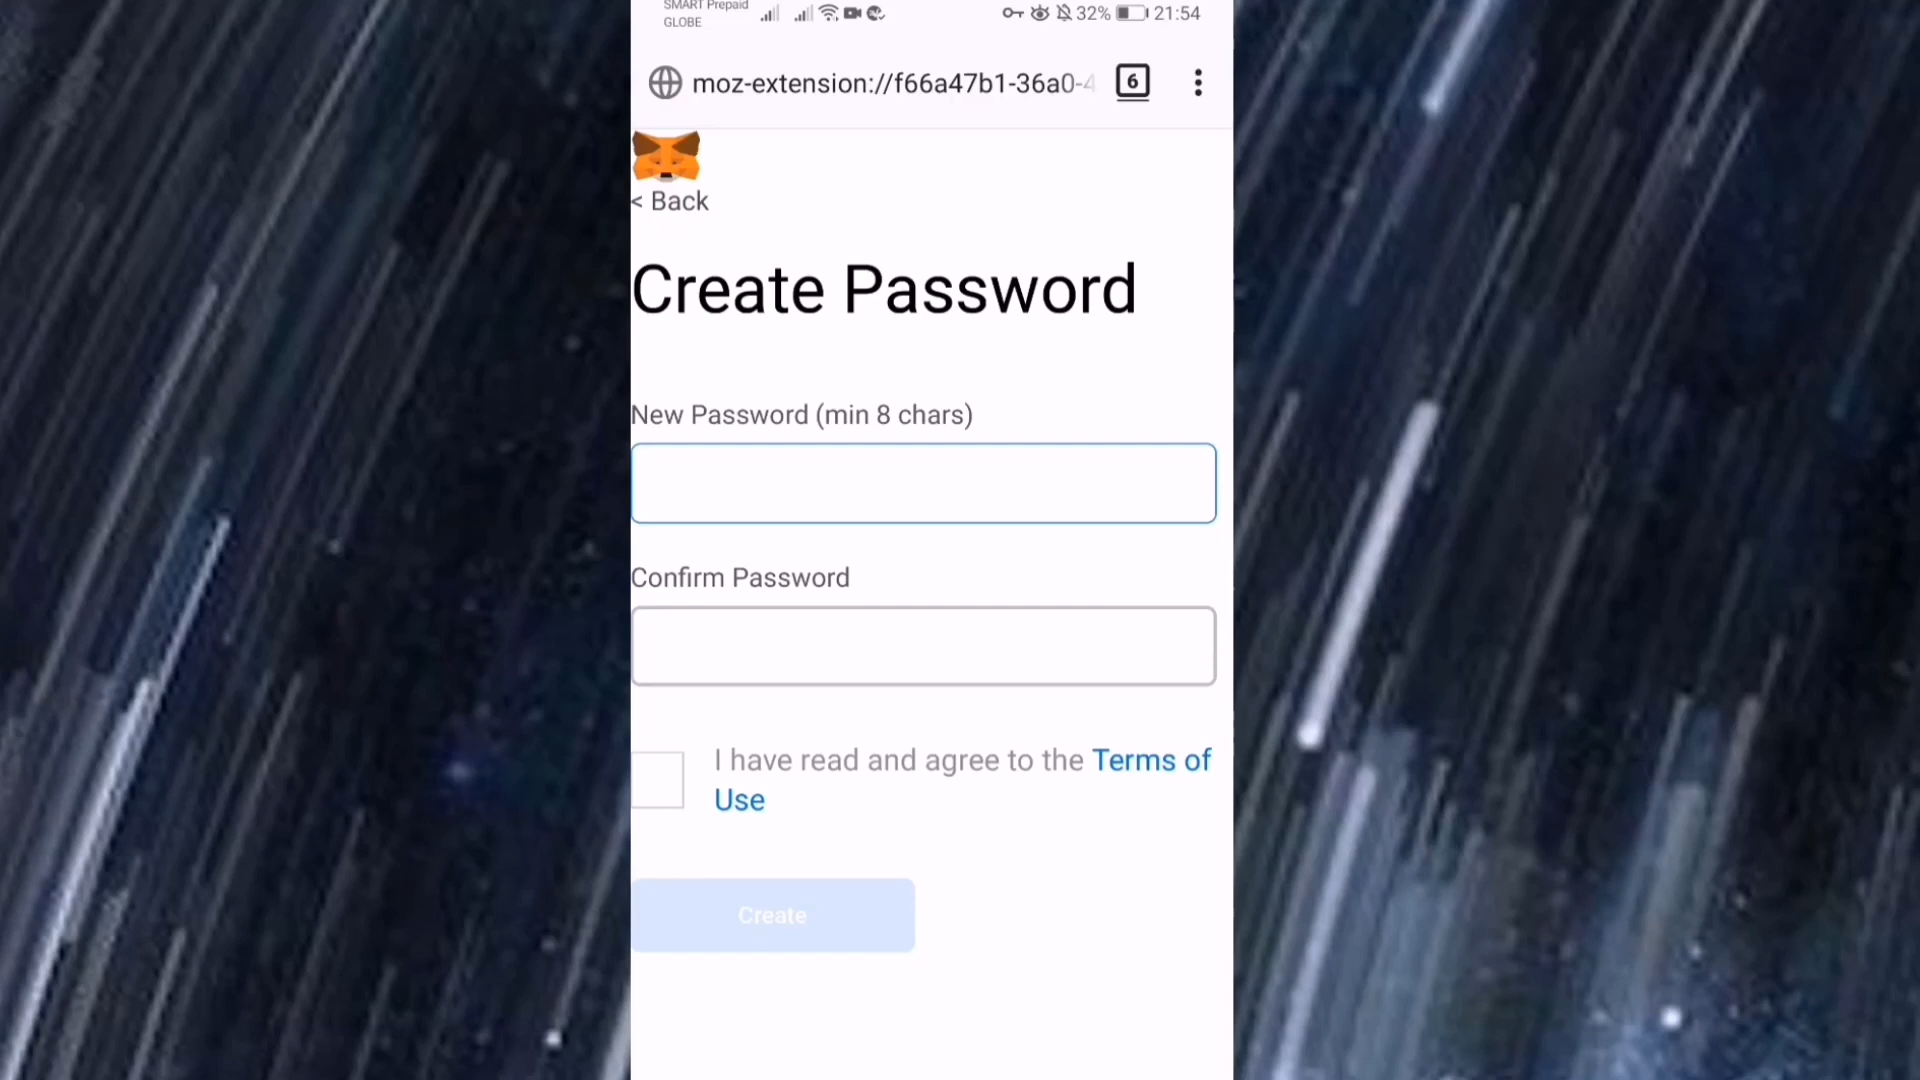 SMART Prepaid
GLOBE
32%
21:54
moz-extension://f66a47b1-36a0-4
6
< Back
Create Password
New Password (min 8 chars)
Confirm Password
I have read and agree to the Terms of
Use
Create